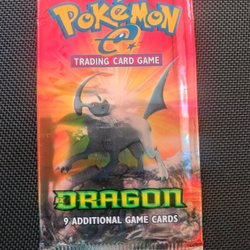 POKéMON
e
TRADING CARD GAME
DRAGON
9 ADDITIONAL GAME CARDS